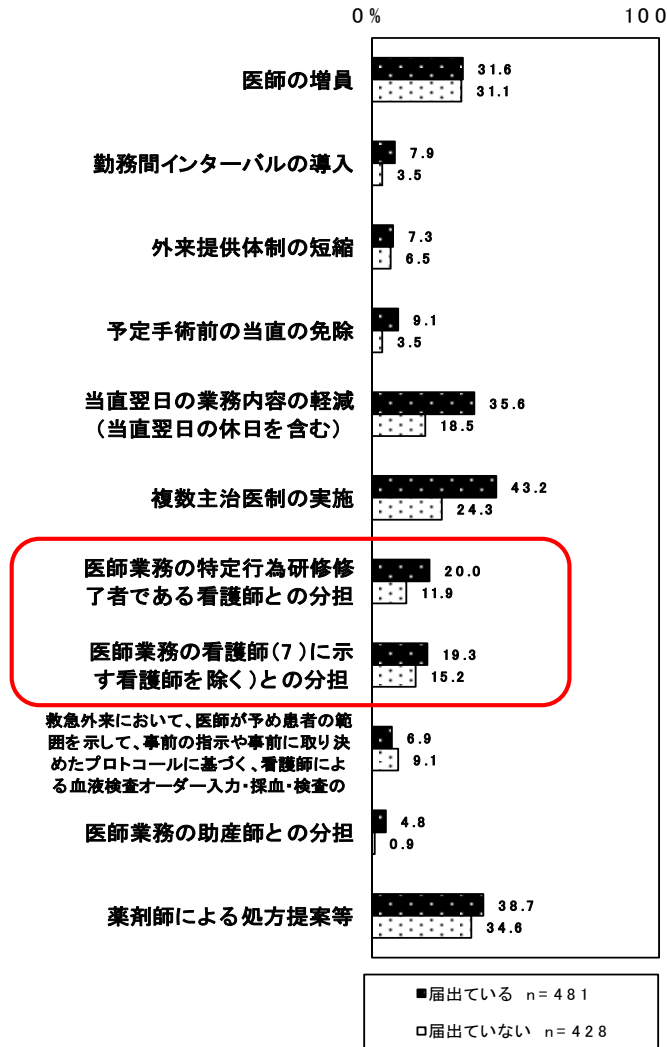 0% 100
医師の増員
31.6
31.1
勤務間インターバルの導入
7.9
3.5
外来提供体制の短縮
7.3
6.5
予定手術前の当直の免除
9.1
3.5
当直翌日の業務内容の軽減
(当直翌日の休日を含む)
35.6
18.5
複数主治医制の実施
43.2
24.3
医師業務の特定行為研修修
了者である看護師との分担
20.0
11.9
医師業務の看護師(7)に示
す看護師を除く)との分担
19.3
15.2
救急外来において、医師が予め患者の範
囲を示して、事前の指示や事前に取り決
めたプロトコールに基づく、看護師によ
る血液検査オーダー入力・採血・検査の
6.9
9.1
医師業務の助産師との分担
4.8
0.9
薬剤師による処方提案等
38.7
34.6
■届出ている n=481
□届出ていない n=428